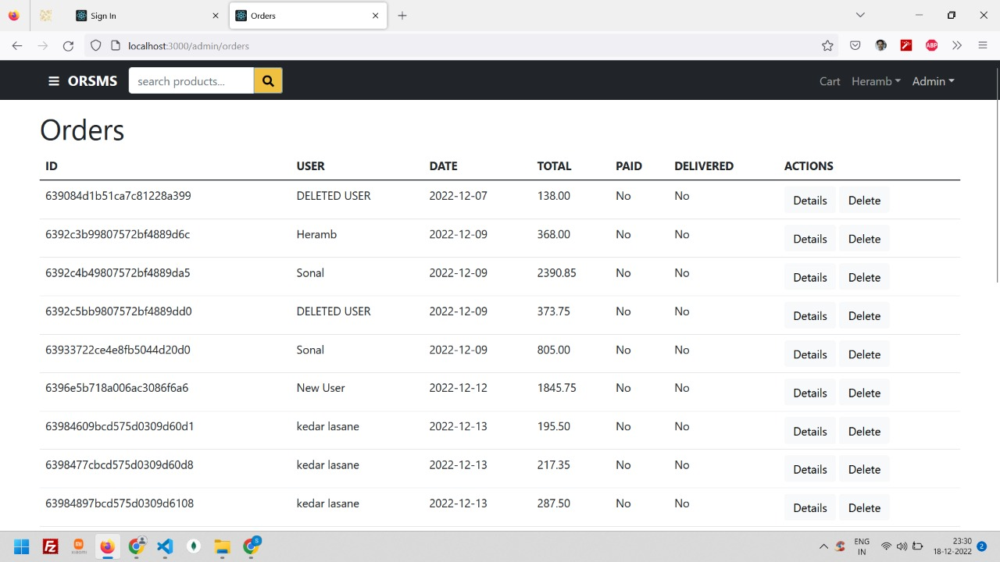 Sign In
Orders
localhost:3000/admin/orders
ABP
ORSMS
search products...
Cart
Heramb
Admin
Orders
ID USER DATE TOTAL PAID DELIVERED ACTIONS
639084d1b51ca7c81228a399 DELETED USER 2022-12-07 138.00 No No Details Delete
6392c3b99807572bf4889d6c Heramb 2022-12-09 368.00 No No Details Delete
6392c4b49807572bf4889da5 Sonal 2022-12-09 2390.85 No No Details Delete
6392c5bb9807572bf4889dd0 DELETED USER 2022-12-09 373.75 No No Details Delete
63933722ce4e8fb5044d20d0 Sonal 2022-12-09 805.00 No No Details Delete
6396e5b718a006ac3086f6a6 New User 2022-12-12 1845.75 No No Details Delete
63984609bcd575d0309d60d1 kedar lasane 2022-12-13 195.50 No No Details Delete
6398477cbcd575d0309d60d8 kedar lasane 2022-12-13 217.35 No No Details Delete
63984897bcd575d0309d6108 kedar lasane 2022-12-13 287.50 No No Details Delete
Fz
mi
xiaomi
S
ENG
IN
23:30
18-12-2022
2